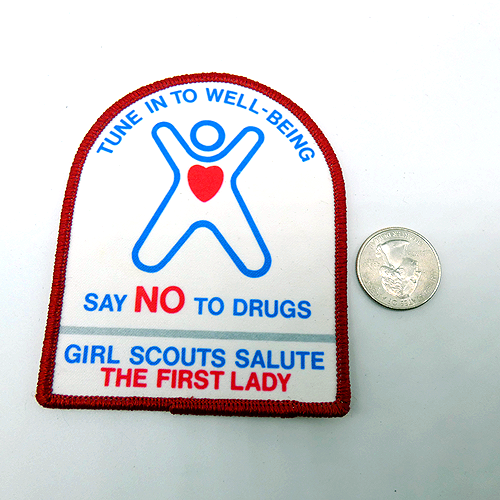 TUNE IN TO WELL-BEING
SAY NO TO DRUGS
GIRL SCOUTS SALUTE
THE FIRST LADY